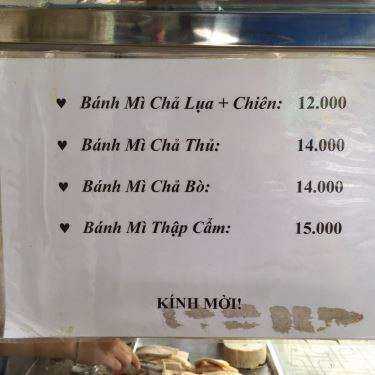 ♥ Bánh Mì Chả Lụa + Chiên: 12.000
♥ Bánh Mì Chả Thủ: 14.000
♥ Bánh Mì Chả Bò: 14.000
♥ Bánh Mì Thập Cẩm: 15.000
KÍNH MỜI!